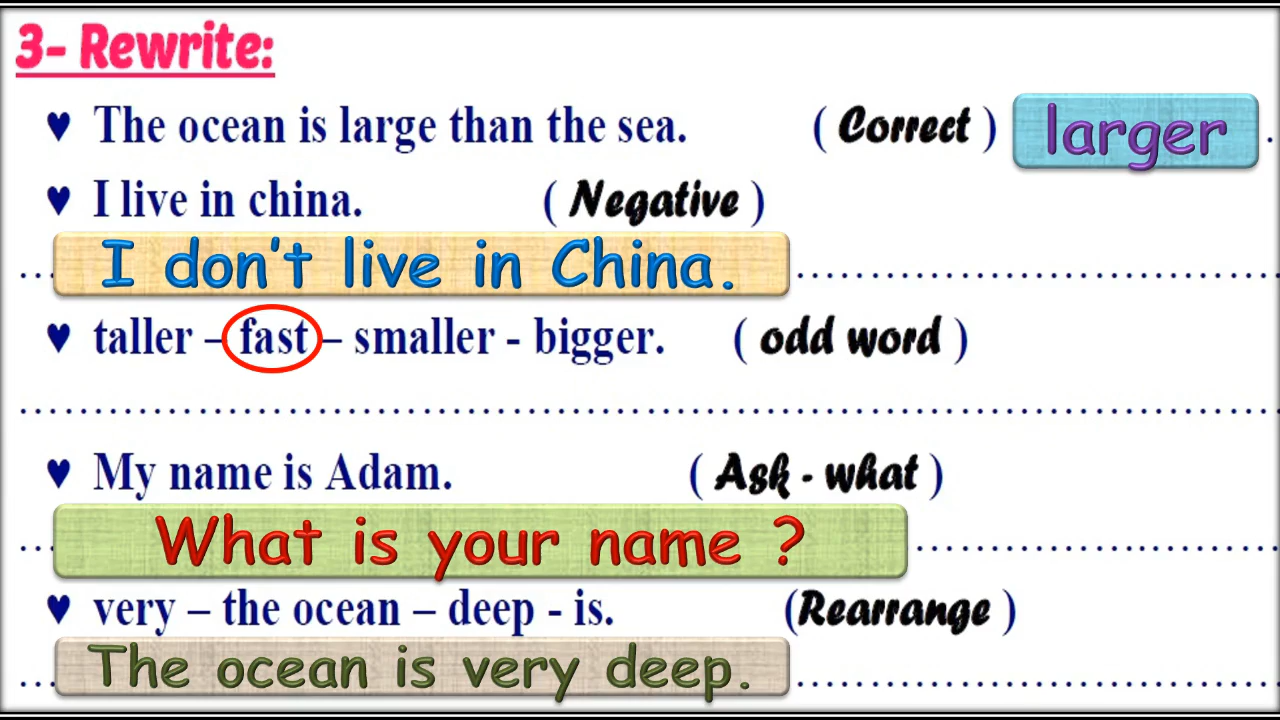 3- Rewrite:
♥ The ocean is large than the sea. ( Correct ) larger .
♥ I live in china. ( Negative )
... I don't live in China. ........................................
♥ taller – fast – smaller - bigger. ( odd word )
................................................................................
♥ My name is Adam. ( Ask - what )
... What is your name ? ..............................
♥ very – the ocean – deep - is. (Rearrange )
... The ocean is very deep. ........................................